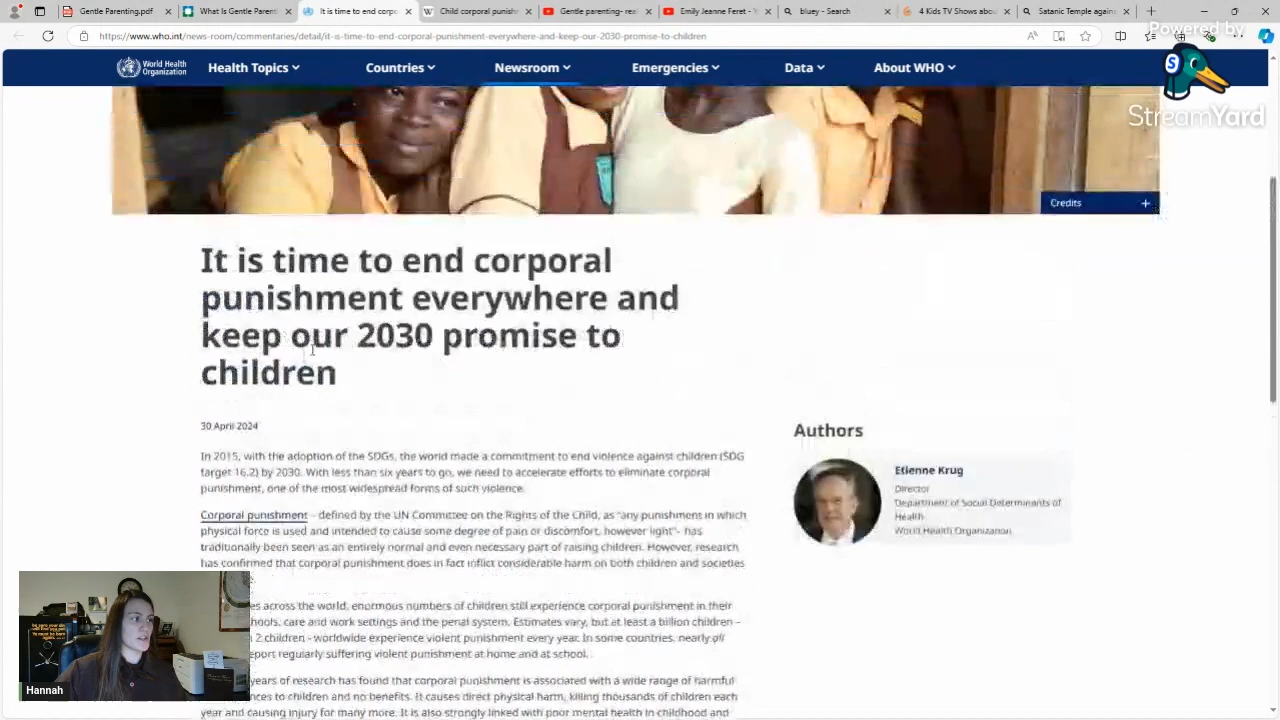 Gentle Parenting.pdf
What Is Gentle Parenti
It is time to end corpo
Child corporal punish
Gentle parenting- rea
Emily Jeanne Feret - Y
bluey - Search
4 Kids TV Shows abou
Satanic Temple again
https://www.who.int/news-room/commentaries/detail/it-is-time-to-end-corporal-punishment-everywhere-and-keep-our-2030-promise-to-children
Powered by
StreamYard
World Health
Organization
Health Topics
Countries
Newsroom
Emergencies
Data
About WHO
Credits
It is time to end corporal
punishment everywhere and
keep our 2030 promise to
children
30 April 2024
In 2015, with the adoption of the SDGs, the world made a commitment to end violence against children (SDG
target 16.2) by 2030. With less than six years to go, we need to accelerate efforts to eliminate corporal
punishment, one of the most widespread forms of such violence.
Corporal punishment - defined by the UN Committee on the Rights of the Child, as "any punishment in which
physical force is used and intended to cause some degree of pain or discomfort, however light"- has
traditionally been seen as an entirely normal and even necessary part of raising children. However, research
has confirmed that corporal punishment does in fact inflict considerable harm on both children and societies
es across the world, enormous numbers of children still experience corporal punishment in their
hools, care and work settings and the penal system. Estimates vary, but at least a billion children -
n 2 children - worldwide experience violent punishment every year. In some countries, nearly all
eport regularly suffering violent punishment at home and at school.
years of research has found that corporal punishment is associated with a wide range of harmful
nces to children and no benefits. It causes direct physical harm, killing thousands of children each
year and causing injury for many more. It is also strongly linked with poor mental health in childhood and
Authors
Etienne Krug
Director
Department of Social Determinants of
Health
World Health Organization
Hannah